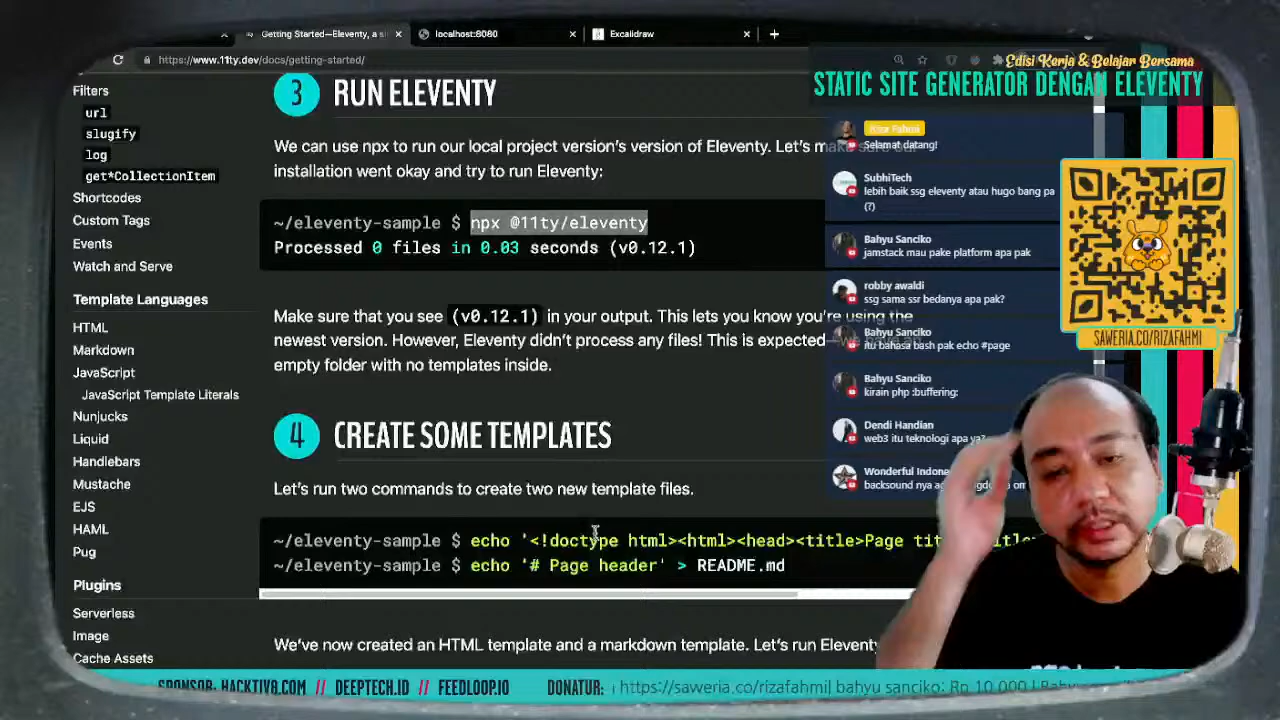 Getting Started—Eleventy, a si
localhost:8080
Excalidraw
https://www.11ty.dev/docs/getting-started/
Edisi Kerja & Belajar Bersama
STATIC SITE GENERATOR DENGAN ELEVENTY
Filters
url
slugify
log
get*CollectionItem
Shortcodes
Custom Tags
Events
Watch and Serve
Template Languages
HTML
Markdown
JavaScript
JavaScript Template Literals
Nunjucks
Liquid
Handlebars
Mustache
EJS
HAML
Pug
Plugins
Serverless
Image
Cache Assets
3 RUN ELEVENTY
We can use npx to run our local project version's version of Eleventy. Let's make sure our
installation went okay and try to run Eleventy:
~/eleventy-sample $ npx @11ty/eleventy
Processed 0 files in 0.03 seconds (v0.12.1)
Make sure that you see (v0.12.1) in your output. This lets you know you're using the
newest version. However, Eleventy didn't process any files! This is expected—we have an
empty folder with no templates inside.
4 CREATE SOME TEMPLATES
Let's run two commands to create two new template files.
~/eleventy-sample $ echo '<!doctype html><html><head><title>Page tit
~/eleventy-sample $ echo '# Page header' > README.md
We've now created an HTML template and a markdown template. Let's run Eleventy
Riza Fahmi
Selamat datang!
SubhiTech
lebih baik ssg eleventy atau hugo bang pa
(?)
Bahyu Sanciko
jamstack mau pake platform apa pak
robby awaldi
ssg sama ssr bedanya apa pak?
Bahyu Sanciko
itu bahasa bash pak echo #page
Bahyu Sanciko
kirain php :buffering:
Dendi Handian
web3 itu teknologi apa ya?
Wonderful Indone
backsound nya
om
SAWERIA.CO/RIZAFAHMI
SPONSOR: HACKTIV8.COM // DEEPTECH.ID // FEEDLOOP.IO
DONATUR: https://saweria.co/rizafahmi| bahyu sanciko: Rp 10.000 | Bahy